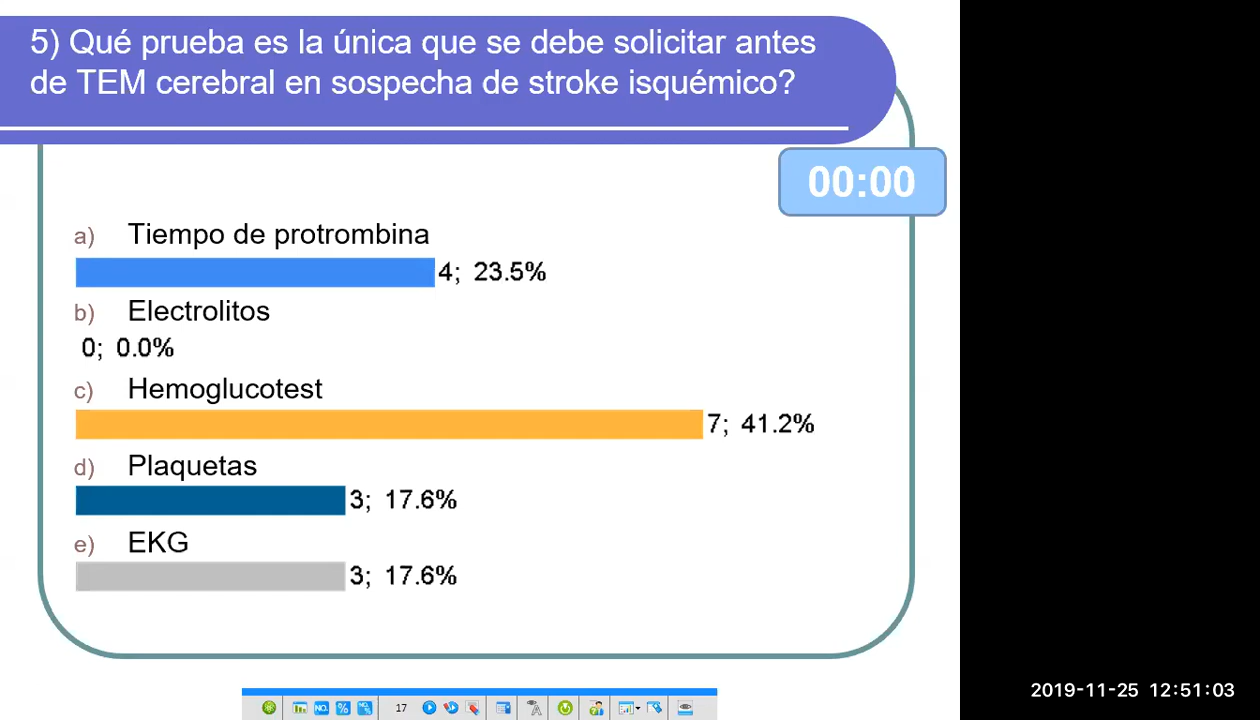 5) Qué prueba es la única que se debe solicitar antes
de TEM cerebral en sospecha de stroke isquémico?
00:00
a) Tiempo de protrombina
4; 23.5%
b) Electrolitos
0; 0.0%
c) Hemoglucotest
7; 41.2%
d) Plaquetas
3; 17.6%
e) EKG
3; 17.6%
2019-11-25 12:51:03
NO. % 17